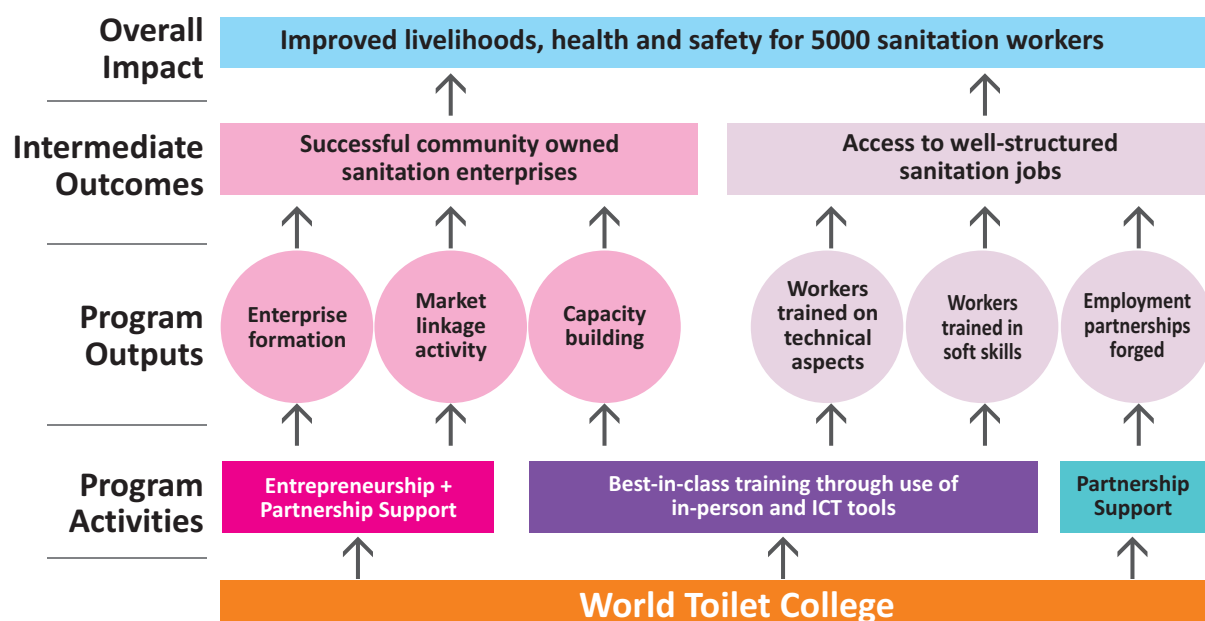 Overall
Impact
Improved livelihoods, health and safety for 5000 sanitation workers
Intermediate
Outcomes
Successful community owned
sanitation enterprises
Access to well-structured
sanitation jobs
Program
Outputs
Enterprise
formation
Market
linkage
activity
Capacity
building
Workers
trained on
technical
aspects
Workers
trained in
soft skills
Employment
partnerships
forged
Program
Activities
Entrepreneurship +
Partnership Support
Best-in-class training through use of
in-person and ICT tools
Partnership
Support
World Toilet College